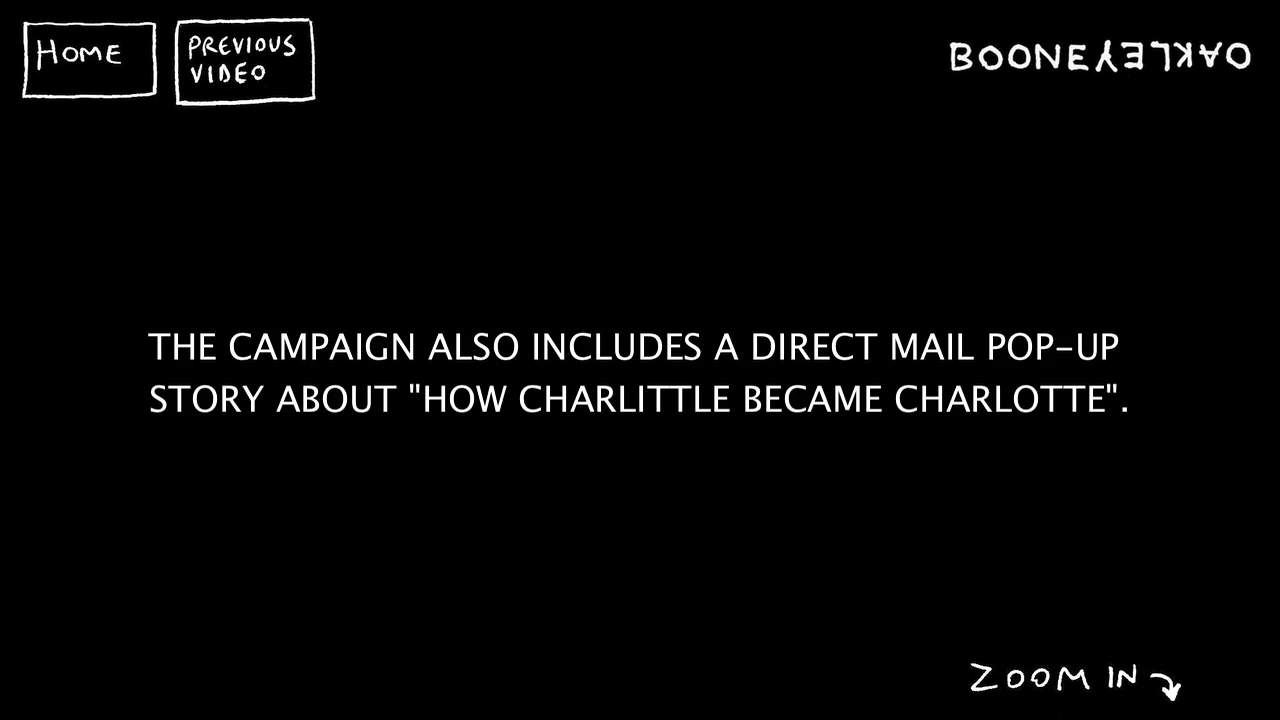 HOME
PREVIOUS
VIDEO
BOONEYƎLKAO
THE CAMPAIGN ALSO INCLUDES A DIRECT MAIL POP-UP
STORY ABOUT "HOW CHARLITTLE BECAME CHARLOTTE".
ZOOM IN